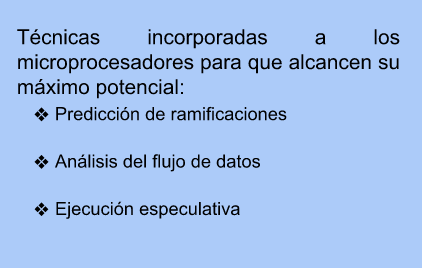 Técnicas incorporadas a los
microprocesadores para que alcancen su
máximo potencial:
❖ Predicción de ramificaciones
❖ Análisis del flujo de datos
❖ Ejecución especulativa